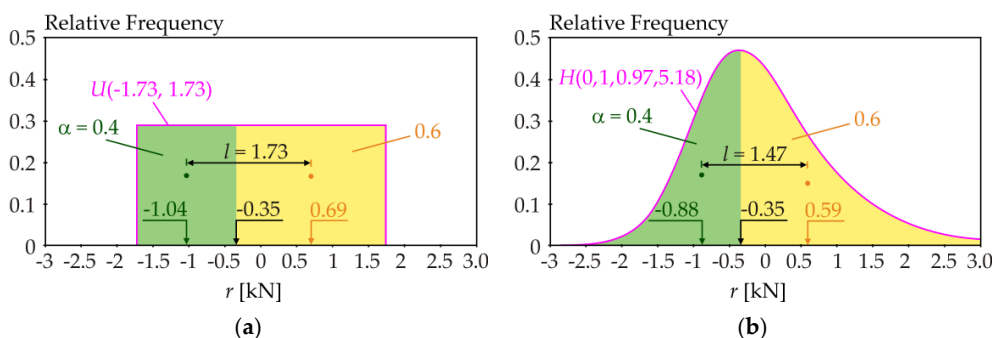 Relative Frequency
0.5
0.4
0.3
0.2
0.1
0
U(-1.73, 1.73)
α = 0.4
0.6
l = 1.73
-1.04
-0.35
0.69
-3 -2.5 -2 -1.5 -1 -0.5 0 0.5 1 1.5 2 2.5 3.0
r [kN]
(a)
Relative Frequency
0.5
0.4
0.3
0.2
0.1
0
H(0,1,0.97,5.18)
α = 0.4
0.6
l = 1.47
-0.88
-0.35
0.59
-3 -2.5 -2 -1.5 -1 -0.5 0 0.5 1 1.5 2 2.5 3.0
r [kN]
(b)